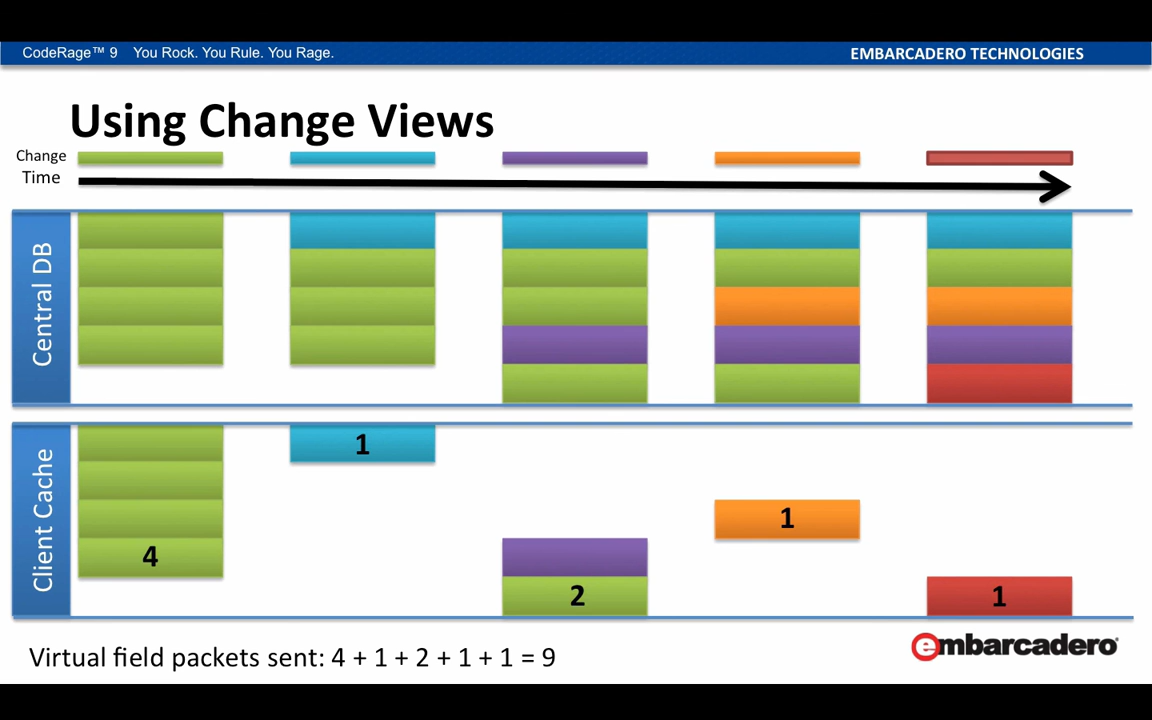 CodeRage™ 9 You Rock. You Rule. You Rage.
EMBARCADERO TECHNOLOGIES
Using Change Views
Change
Time
Central DB
Client Cache
4
1
2
1
1
Virtual field packets sent: 4 + 1 + 2 + 1 + 1 = 9
embarcadero®